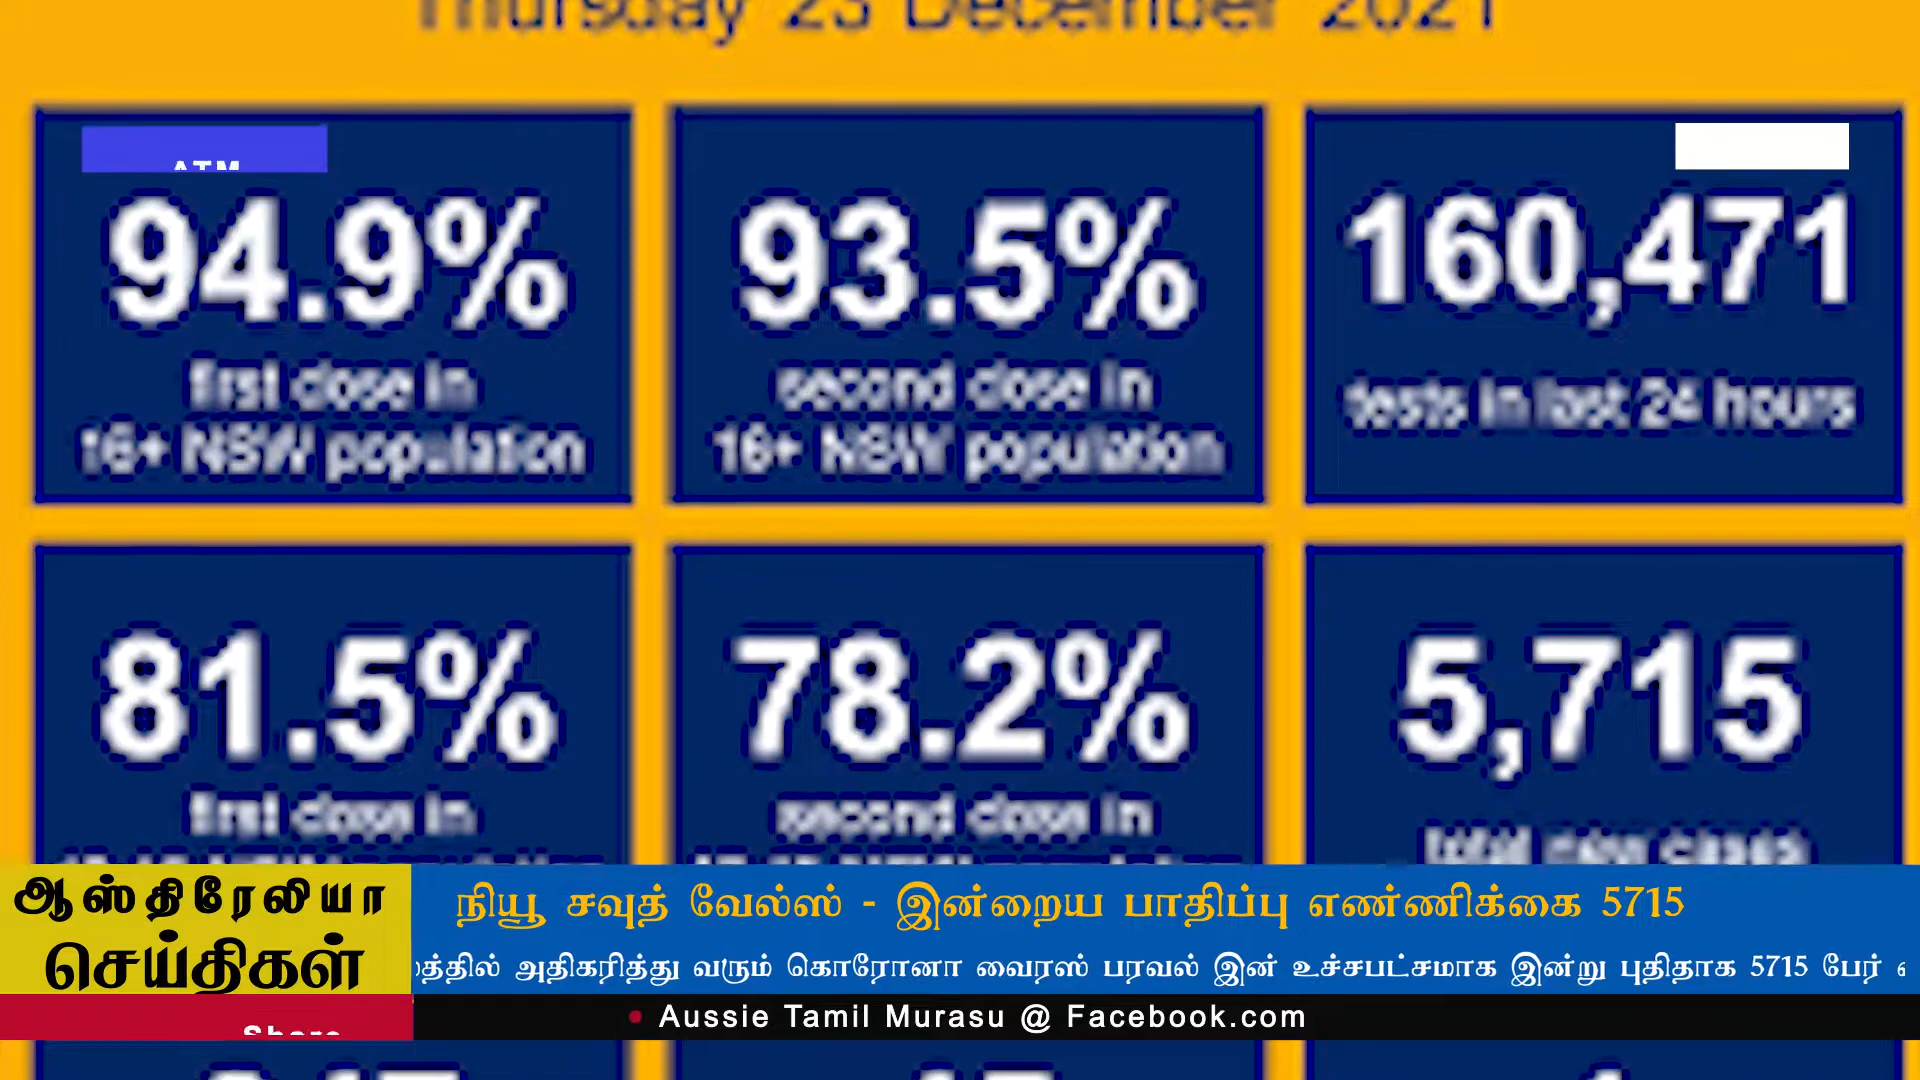 Thursday 23 December 2021
ATM
94.9%
first dose in
16+ NSW population
93.5%
second dose in
16+ NSW population
160,471
tests in last 24 hours
81.5%
first dose in
78.2%
second dose in
5,715
total new cases
ஆஸ்திரேலியா
செய்திகள்
நியூ சவுத் வேல்ஸ் - இன்றைய பாதிப்பு எண்ணிக்கை 5715
அதிகரித்து வரும் கொரோனா வைரஸ் பரவல் இன் உச்சபட்சமாக இன்று புதிதாக 5715 பேர்
Share
• Aussie Tamil Murasu @ Facebook.com